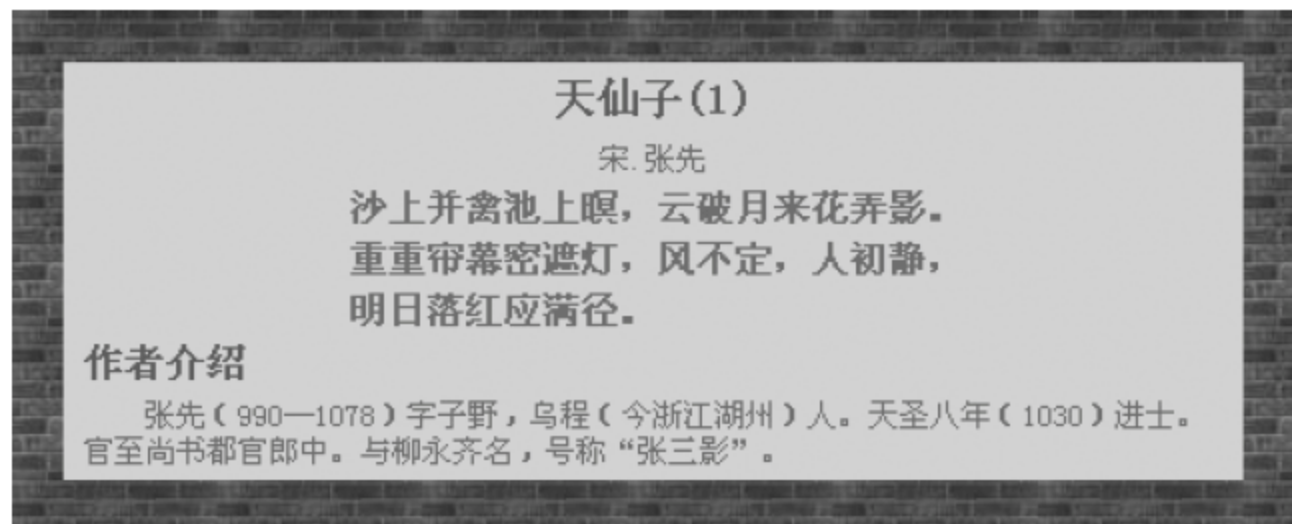 天仙子(1)
宋.张先
沙上并禽池上暝，云破月来花弄影。
重重帘幕密遮灯，风不定，人初静，
明日落红应满径。
作者介绍
张先(990—1078)字子野，乌程(今浙江湖州)人。天圣八年(1030)进士。
官至尚书都官郎中。与柳永齐名，号称“张三影”。